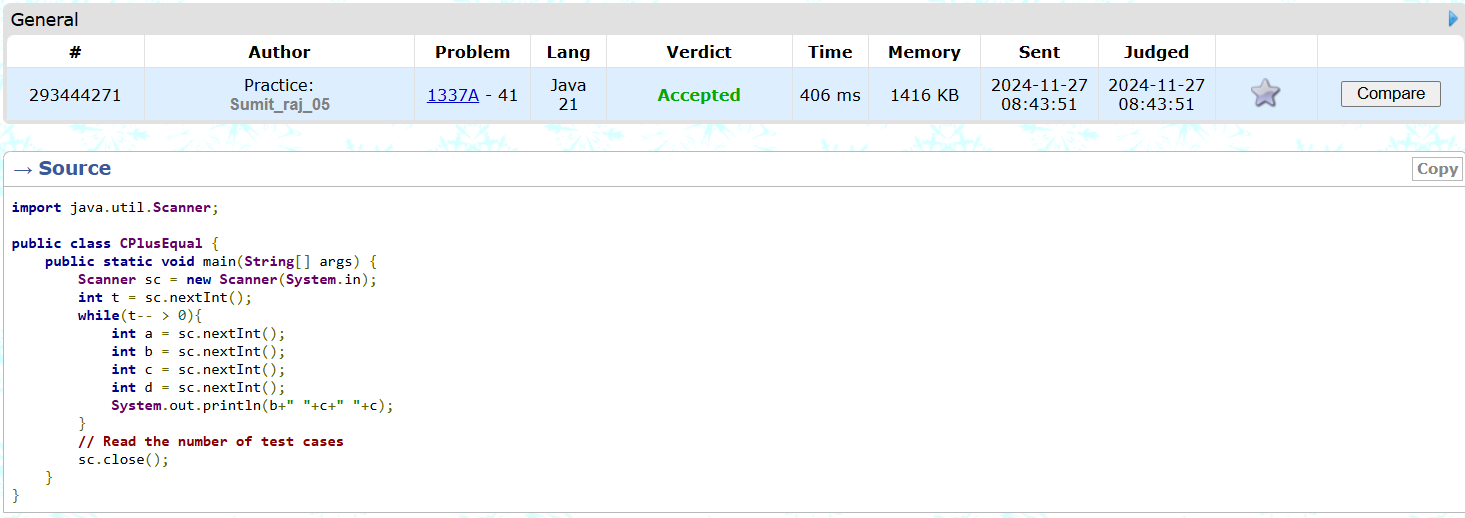 General
# Author Problem Lang Verdict Time Memory Sent Judged
293444271 Practice: Sumit_raj_05 1337A - 41 Java 21 Accepted 406 ms 1416 KB 2024-11-27 08:43:51 2024-11-27 08:43:51 Compare
→ Source Copy
import java.util.Scanner;
public class CPlusEqual {
    public static void main(String[] args) {
        Scanner sc = new Scanner(System.in);
        int t = sc.nextInt();
        while(t-- > 0){
            int a = sc.nextInt();
            int b = sc.nextInt();
            int c = sc.nextInt();
            int d = sc.nextInt();
            System.out.println(b+" "+c+" "+c);
        }
        // Read the number of test cases
        sc.close();
    }
}